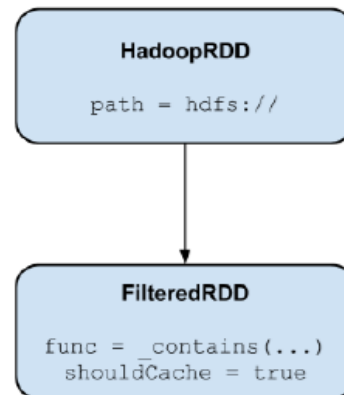 HadoopRDD
path = hdfs://
FilteredRDD
func = _contains(...)
shouldCache = true